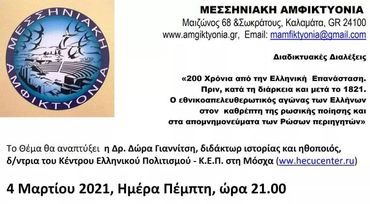 ΜΕΣΣΗΝΙΑΚΗ ΑΜΦΙΚΤΥΟΝΙΑ
Μαιζώνος 68 &Σωκράτους, Καλαμάτα, GR 24100
www.amgiktyonia.gr, Email: mamfiktyonia@gmail.com
ΜΕΣΣΗΝΙΑΚΗ
ΑΜΦΙΚΤΥΟΝΙΑ
Διαδικτυακές Διαλέξεις
«200 Χρόνια από την Ελληνική Επανάσταση.
Πριν, κατά τη διάρκεια και μετά το 1821.
Ο εθνικοαπελευθερωτικός αγώνας των Ελλήνων
στον καθρέπτη της ρωσικής ποίησης και
στα απομνημονεύματα των Ρώσων περιηγητών»
Το Θέμα θα αναπτύξει η Δρ. Δώρα Γιαννίτση, διδάκτωρ ιστορίας και ηθοποιός,
δ/ντρια του Κέντρου Ελληνικού Πολιτισμού - Κ.Ε.Π. στη Μόσχα (ww.hecucenter.ru)
4 Μαρτίου 2021, Ημέρα Πέμπτη, ώρα 21.00